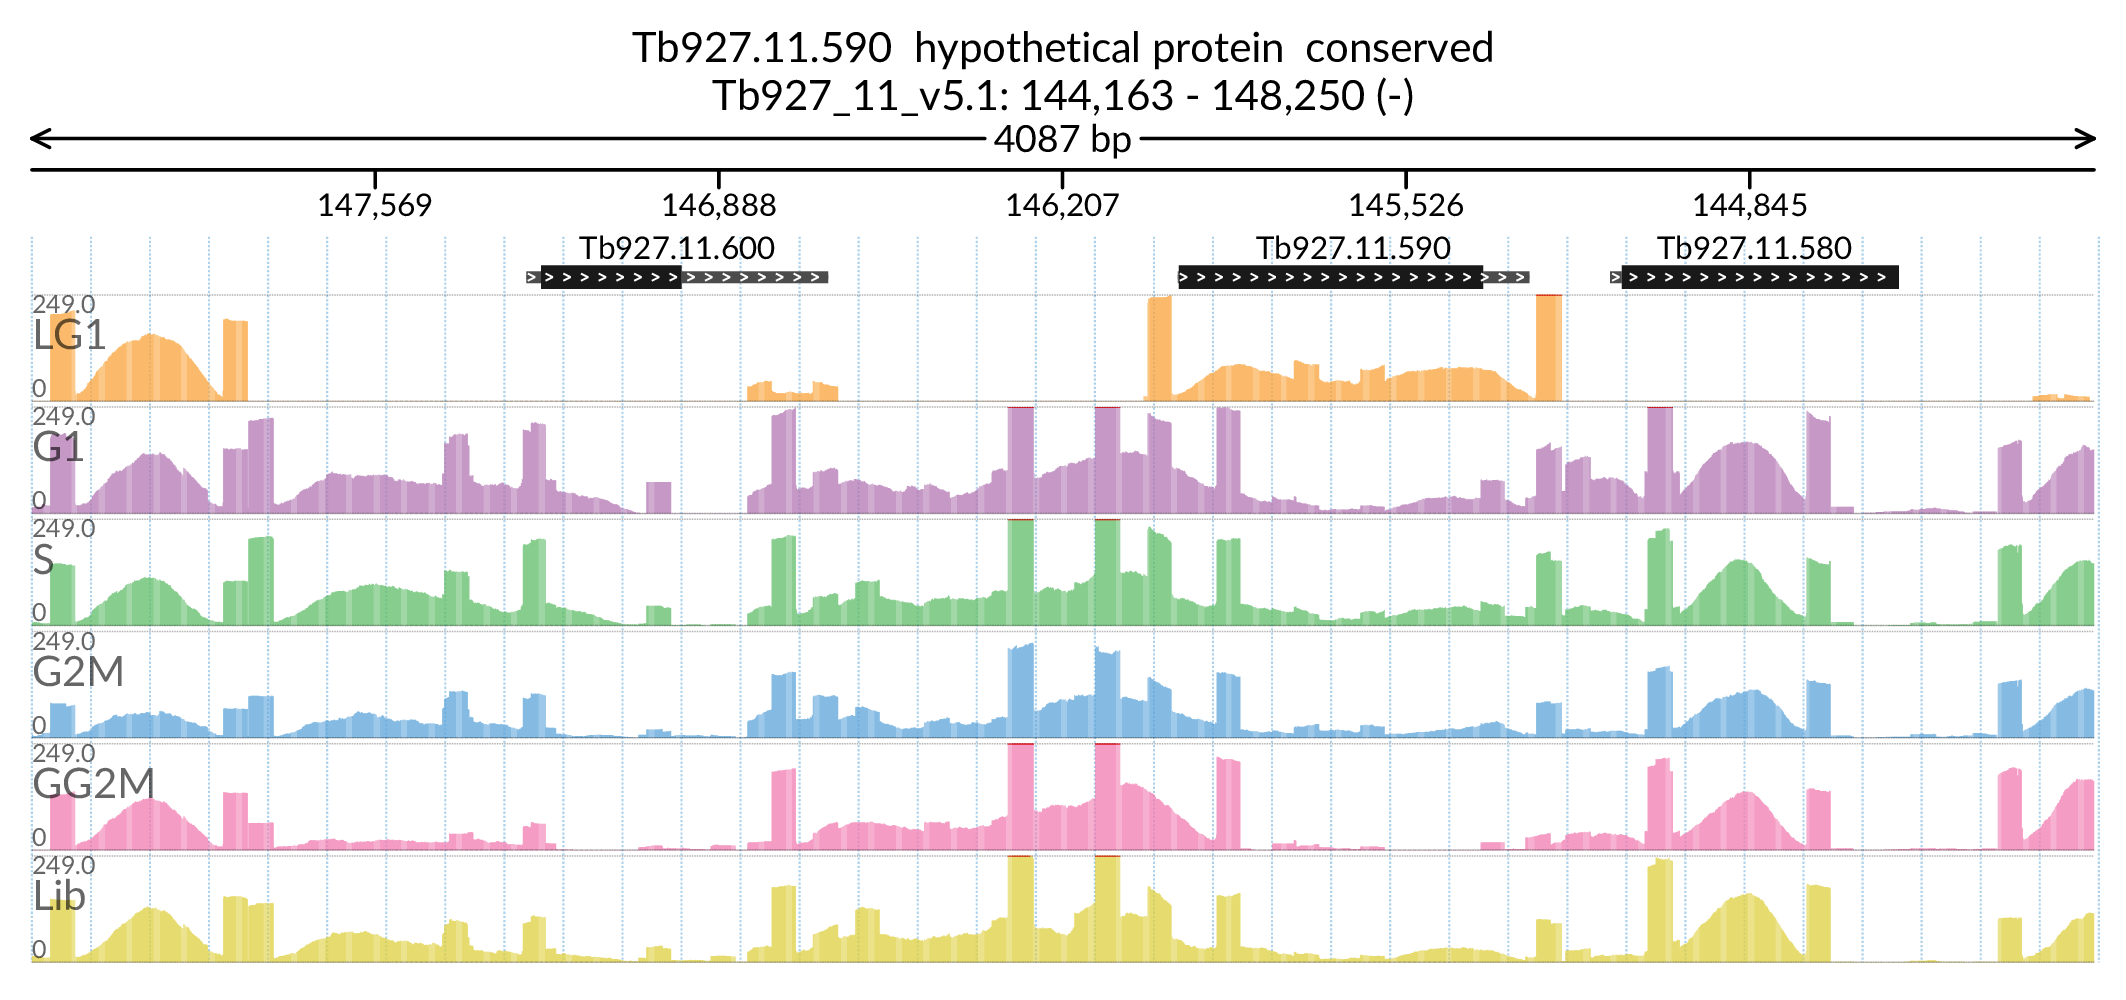 Tb927.11.590 hypothetical protein conserved
Tb927_11_v5.1: 144,163 - 148,250 (-)
4087 bp
147,569 146,888 146,207 145,526 144,845
Tb927.11.600 Tb927.11.590 Tb927.11.580
249.0
LG1
0
249.0
G1
0
249.0
S
0
249.0
G2M
0
249.0
GG2M
0
249.0
Lib
0